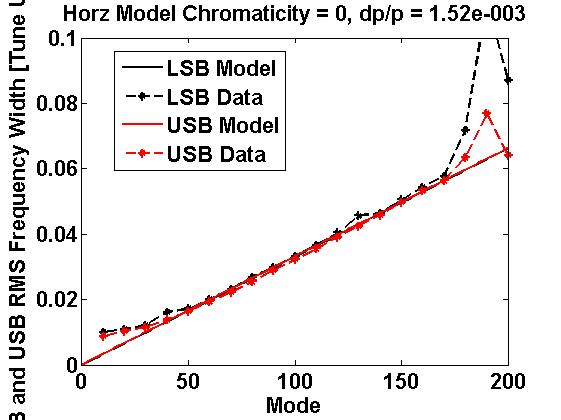 Horz Model Chromaticity = 0, dp/p = 1.52e-003
and USB RMS Frequency Width [Tune
0.1
0.08
0.06
0.04
0.02
0
LSB Model
LSB Data
USB Model
USB Data
0 50 100 150 200
Mode